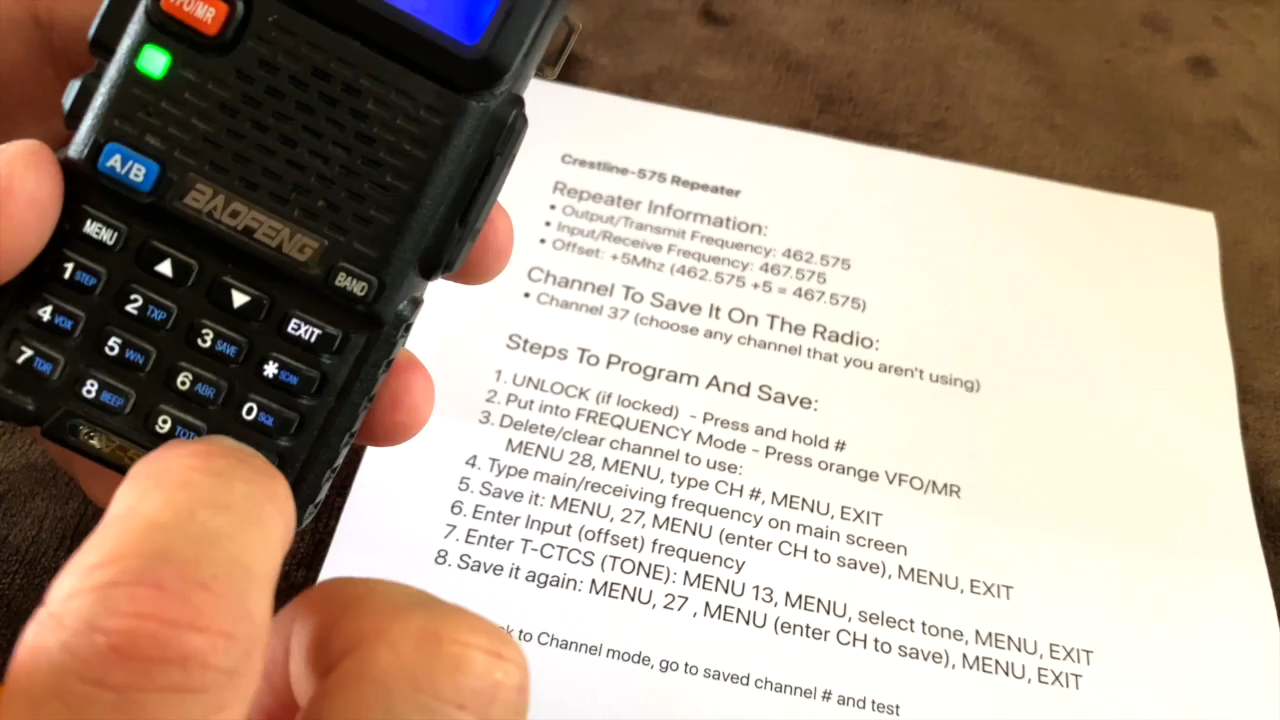 VFO/MR
A/B
BAOFENG
MENU
BAND
1 STEP
2 TXP
EXIT
4 VOX
5 WN
3 SAVE
* SCAN
7 TDR
8 BEEP
6 ABR
0 SQL
9
Crestline-575 Repeater
Repeater Information:
• Output/Transmit Frequency: 462.575
• Input/Receive Frequency: 467.575
• Offset: +5Mhz (462.575 +5 = 467.575)
Channel To Save It On The Radio:
• Channel 37 (choose any channel that you aren't using)
Steps To Program And Save:
1. UNLOCK (if locked) - Press and hold #
2. Put into FREQUENCY Mode - Press orange VFO/MR
3. Delete/clear channel to use:
MENU 28, MENU, type CH #, MENU, EXIT
4. Type main/receiving frequency on main screen
5. Save it: MENU, 27, MENU (enter CH to save), MENU, EXIT
6. Enter Input (offset) frequency
7. Enter T-CTCS (TONE): MENU 13, MENU, select tone, MENU, EXIT
8. Save it again: MENU, 27 , MENU (enter CH to save), MENU, EXIT
to Channel mode, go to saved channel # and test